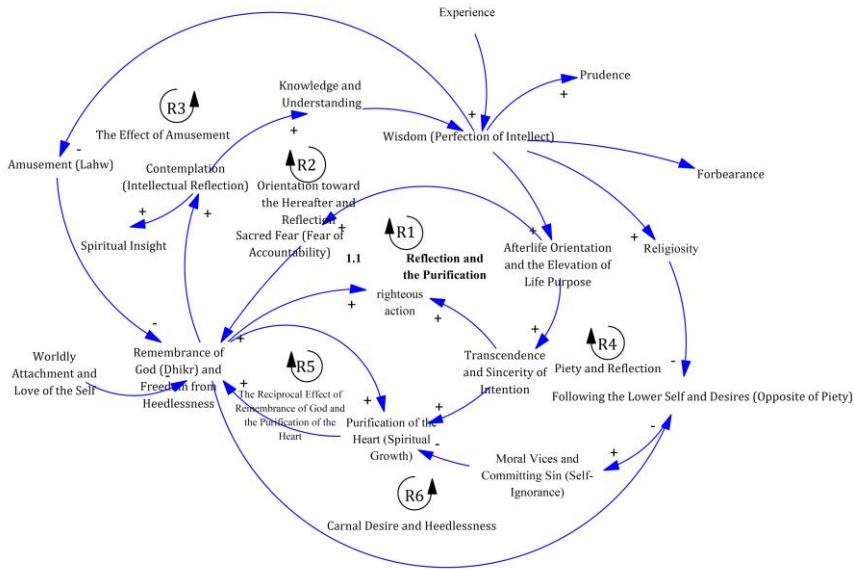 Experience
Prudence
Knowledge and
Understanding
+
+
R3
The Effect of Amusement
+
Wisdom (Perfection of Intellect)
-
Amusement (Lahw)
Contemplation
(Intellectual Reflection)
R2
Forbearance
Orientation toward
the Hereafter and
Reflection
+
+
Spiritual Insight
Sacred Fear (Fear of
Accountability)
+
R1
1.1
Reflection and
the Purification
+
Afterlife Orientation
and the Elevation of
Life Purpose
+
Religiosity
righteous
action
+
+
+
-
Worldly
Attachment and
Love of the Self
-
Remembrance of
God (Dhikr) and
Freedom from
Heedlessness
+
+
-
R5
The Reciprocal Effect of
Remembrance of God and
the Purification of the
Heart
Transcendence
and Sincerity of
Intention
R4
Piety and Reflection
-
Following the Lower Self and Desires (Opposite of Piety)
+
+
Purification of the
Heart (Spiritual
Growth)
-
-
+
Moral Vices and
Committing Sin (Self-
Ignorance)
R6
Carnal Desire and Heedlessness